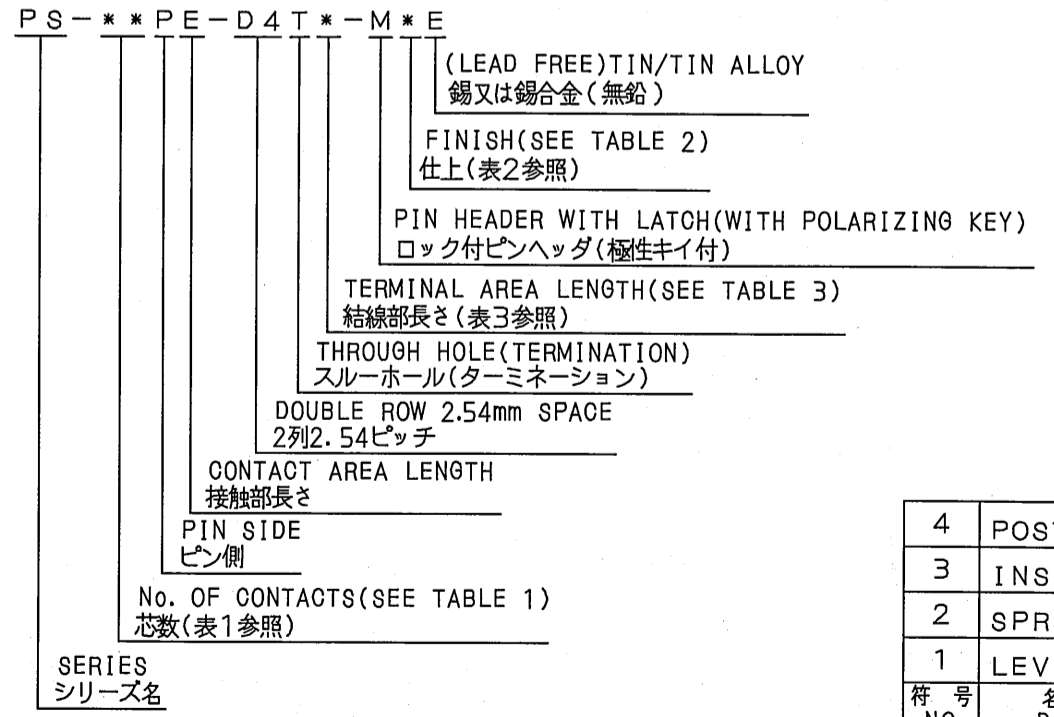 PS-**PE-D4T*-M*E
(LEAD FREE)TIN/TIN ALLOY
錫又は錫合金(無鉛)
FINISH(SEE TABLE 2)
仕上(表2参照)
PIN HEADER WITH LATCH(WITH POLARIZING KEY)
ロック付ピンヘッダ(極性キイ付)
TERMINAL AREA LENGTH(SEE TABLE 3)
結線部長さ(表3参照)
THROUGH HOLE(TERMINATION)
スルーホール(ターミネーション)
DOUBLE ROW 2.54mm SPACE
2列2.54ピッチ
CONTACT AREA LENGTH
接触部長さ
PIN SIDE
ピン側
No. OF CONTACTS(SEE TABLE 1)
芯数(表1参照)
SERIES
シリーズ名
4 POS
3 INS
2 SPR
1 LEV
符号 名